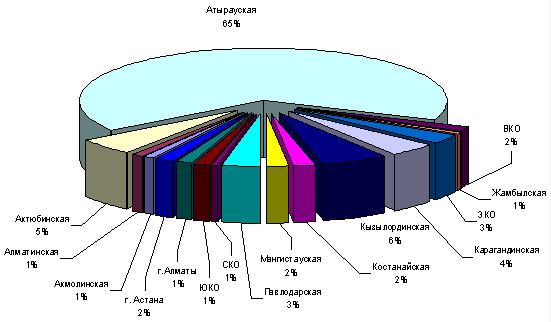 Атырауская
65%
ВКО
2%
Жамбылская
1%
ЗКО
3%
Карагандинская
4%
Кызылординская
6%
Костанайская
2%
Мангистауская
2%
Павлодарская
3%
СКО
1%
ЮКО
1%
г.Алматы
1%
г. Астана
2%
Акмолинская
1%
Алматинская
1%
Актюбинская
5%